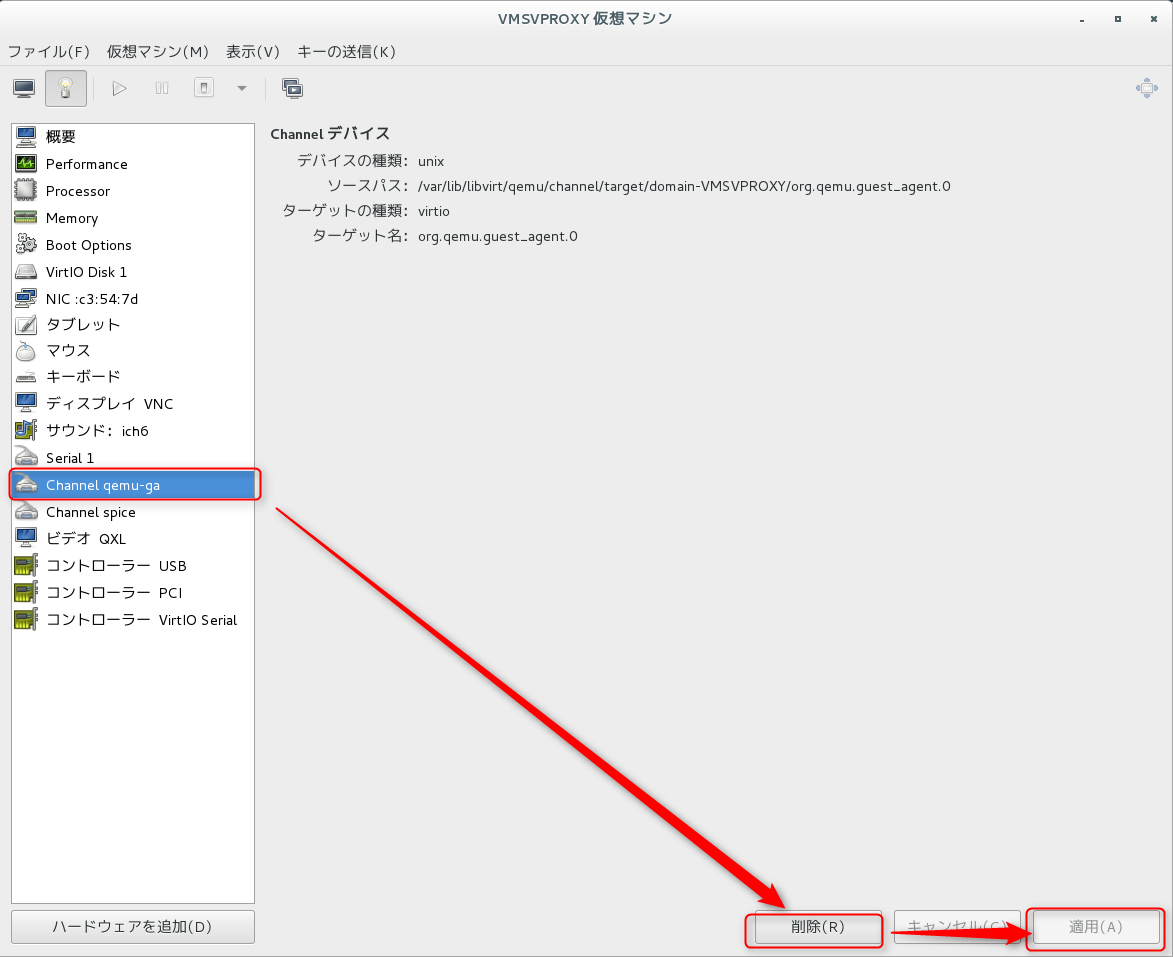 VMSVPROXY 仮想マシン
ファイル(F) 仮想マシン(M) 表示(V) キーの送信(K)
概要
Performance
Processor
Memory
Boot Options
VirtIO Disk 1
NIC :c3:54:7d
タブレット
マウス
キーボード
ディスプレイ VNC
サウンド: ich6
Serial 1
Channel qemu-ga
Channel spice
ビデオ QXL
コントローラー USB
コントローラー PCI
コントローラー VirtIO Serial
ハードウェアを追加(D)
Channel デバイス
デバイスの種類: unix
ソースパス: /var/lib/libvirt/qemu/channel/target/domain-VMSVPROXY/org.qemu.guest_agent.0
ターゲットの種類: virtio
ターゲット名: org.qemu.guest_agent.0
削除(R) キャンセル(C) 適用(A)